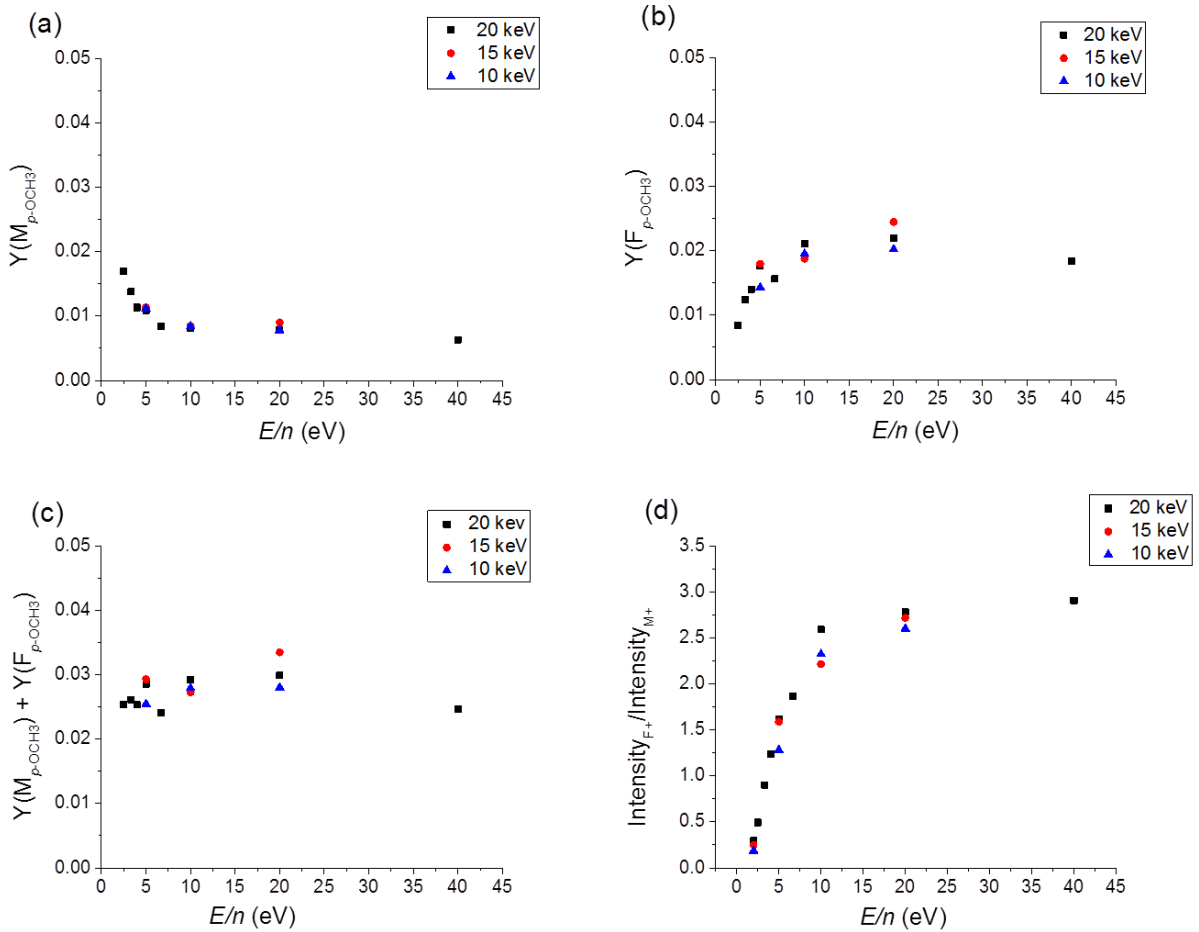 (a)
20 keV
15 keV
10 keV
0.05
0.04
0.03
0.02
0.01
0.00
Y(M p-OCH3)
0 5 10 15 20 25 30 35 40 45
E/n (eV)
(b)
20 keV
15 keV
10 keV
0.05
0.04
0.03
0.02
0.01
0.00
Y(F p-OCH3)
0 5 10 15 20 25 30 35 40 45
E/n (eV)
(c)
20 kev
15 keV
10 keV
0.05
0.04
0.03
0.02
0.01
0.00
Y(M p-OCH3) + Y(F p-OCH3)
0 5 10 15 20 25 30 35 40 45
E/n (eV)
(d)
20 keV
15 keV
10 keV
3.5
3.0
2.5
2.0
1.5
1.0
0.5
0.0
Intensity F+/Intensity M+
0 5 10 15 20 25 30 35 40 45
E/n (eV)